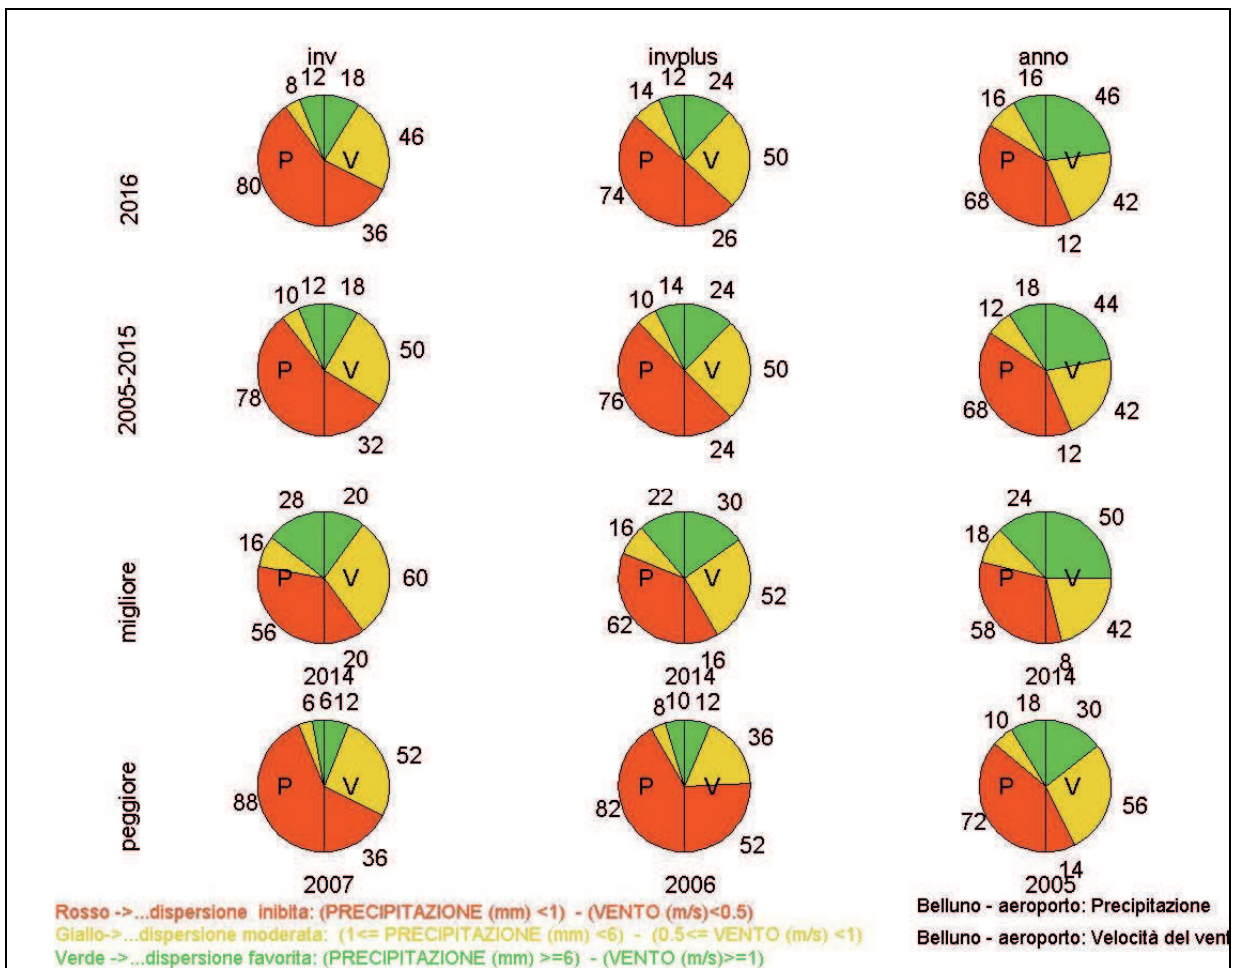 inv invplus anno
8 12 18 14 12 24 16 16 46
P V 46 P V 50 P V
2016 80 74 68 42
36 26 12
10 12 18 10 14 24 12 18 44
P V 50 P V 50 P V
2005-2015 78 76 68 42
32 24 12
28 20 22 30 24 50
16 P V 60 16 P V 52 18 P V
migliore 56 62 58 42
20 16 8
2014 2014 2014
6 6 12 8 10 12 10 18 30
P V 52 P V 36 P V 56
peggiore 88 82 72
36 52 14
2007 2006 2005
Rosso ->...dispersione inibita: (PRECIPITAZIONE (mm) <1) - (VENTO (m/s)<0.5)
Giallo->...dispersione moderata: (1<= PRECIPITAZIONE (mm) <6) - (0.5<= VENTO (m/s) <1)
Verde ->...dispersione favorita: (PRECIPITAZIONE (mm) >=6) - (VENTO (m/s)>=1)
Belluno - aeroporto: Precipitazione
Belluno - aeroporto: Velocità del vent